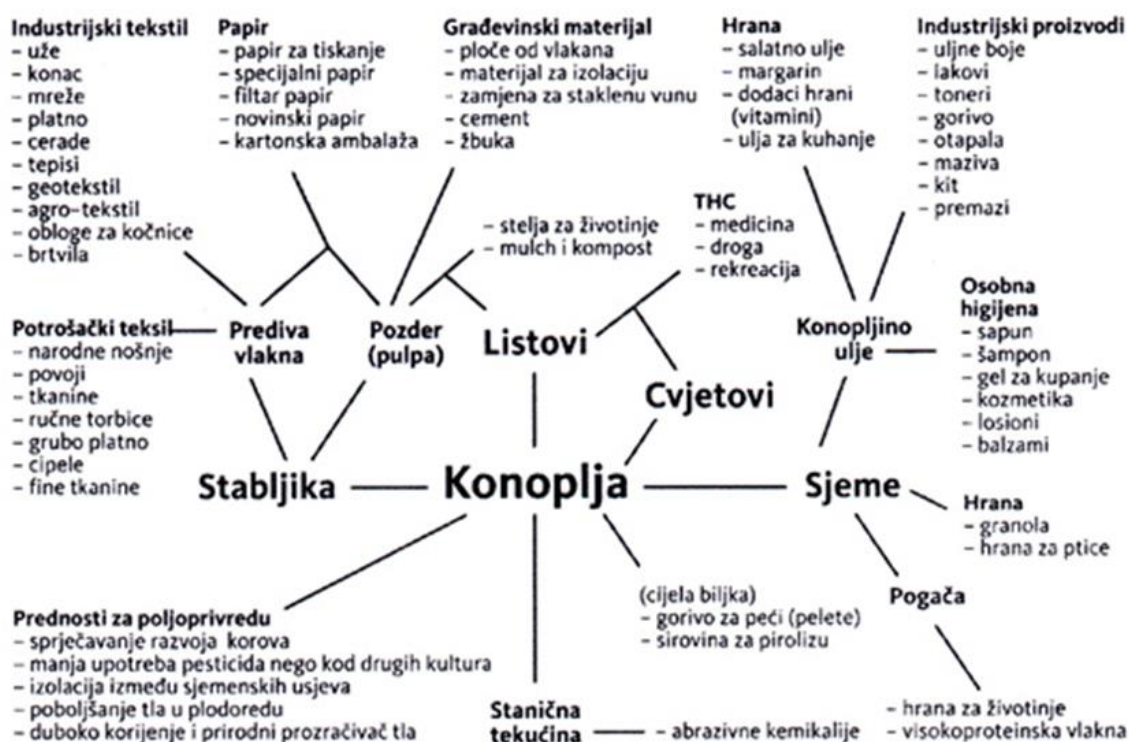 Industrijski tekstil
- uže
- konac
- mreže
- platno
- cerade
- tepisi
- geotekstil
- agro-tekstil
- obloge za kočnice
- brtvila
Papir
- papir za tiskanje
- specijalni papir
- filtar papir
- novinski papir
- kartonska ambalaža
Građevinski materijal
- ploče od vlakana
- materijal za izolaciju
- zamjena za staklenu vunu
- cement
- žbuka
Hrana
- salatno ulje
- margarin
- dodaci hrani
(vitamini)
- ulja za kuhanje
Industrijski proizvodi
- uljne boje
- lakovi
- toneri
- gorivo
- otapala
- maziva
- kit
- premazi
- stelja za životinje
- mulch i kompost
THC
- medicina
- droga
- rekreacija
Osobna
higijena
- sapun
- šampon
- gel za kupanje
- kozmetika
- losioni
- balzami
Potrošački teksil
- narodne nošnje
- povoji
- tkanine
- ručne torbice
- grubo platno
- cipele
- fine tkanine
Prediva
vlakna
Pozder
(pulpa)
Listovi
Cvjetovi
Konopljino
ulje
Stabljika
Konoplja
Sjeme
Hrana
- granola
- hrana za ptice
Prednosti za poljoprivredu
- sprječavanje razvoja korova
- manja upotreba pesticida nego kod drugih kultura
- izolacija između sjemenskih usjeva
- poboljšanje tla u plodoredu
- duboko korijenje i prirodni prozračivač tla
(cijela biljka)
- gorivo za peći (pelete)
- sirovina za pirolizu
Pogača
Stanična
tekućina
- abrazivne kemikalije
- hrana za životinje
- visokoproteinska vlakna